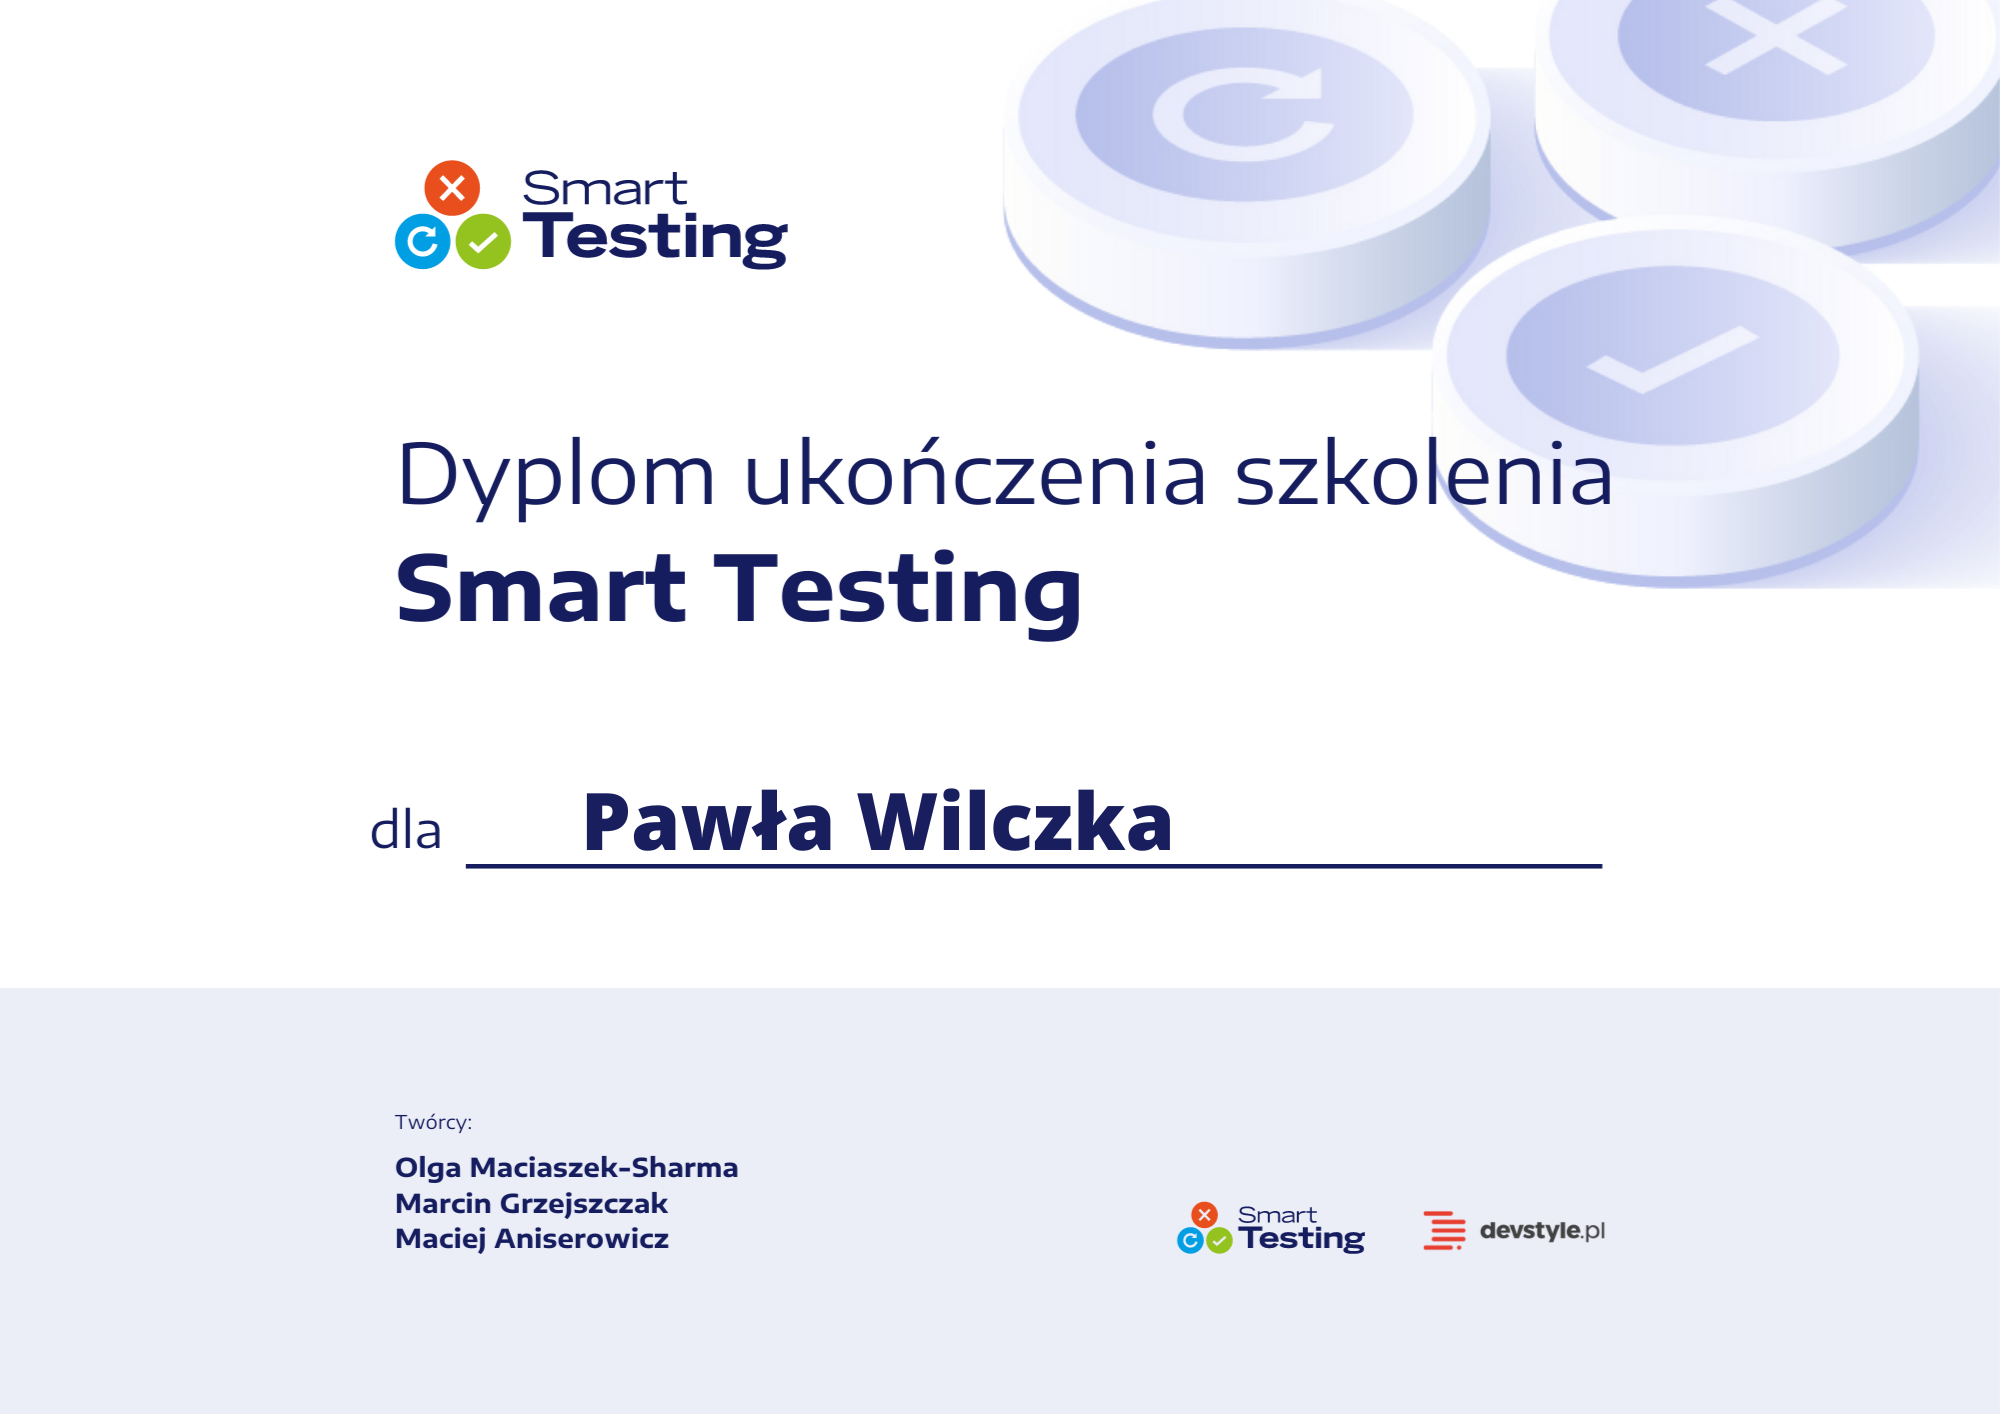 Smart
Testing
Dyplom ukończenia szkolenia
Smart Testing
dla Pawła Wilczka
Twórcy:
Olga Maciaszek-Sharma
Marcin Grzejszczak
Maciej Aniserowicz
Smart
Testing
devstyle.pl